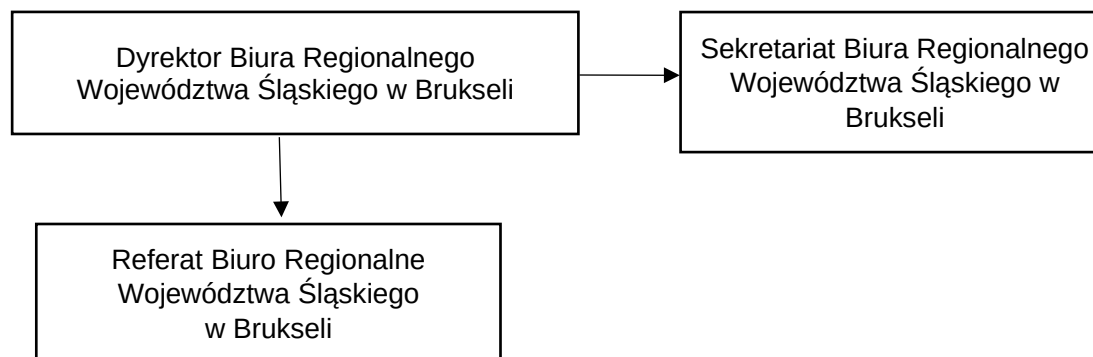 Dyrektor Biura Regionalnego
Województwa Śląskiego w Brukseli
Sekretariat Biura Regionalnego
Województwa Śląskiego w
Brukseli
Referat Biuro Regionalne
Województwa Śląskiego
w Brukseli